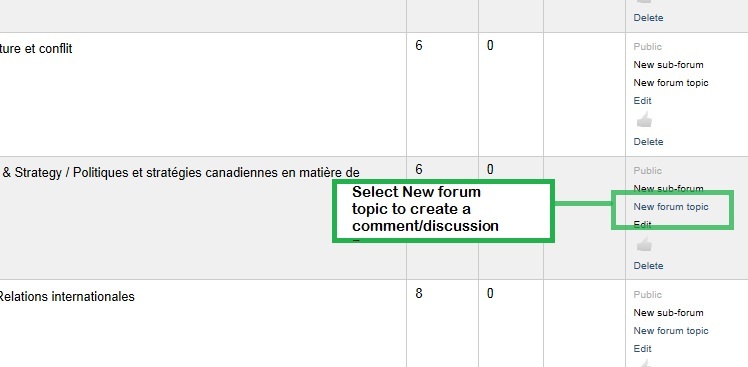 Delete
ture et conflit
6
0
Public
New sub-forum
New forum topic
Edit
Delete
& Strategy / Politiques et stratégies canadiennes en matière de
6
0
Public
New sub-forum
New forum topic
Edit
Delete
Select New forum
topic to create a
comment/discussion
Relations internationales
8
0
Public
New sub-forum
New forum topic
Edit